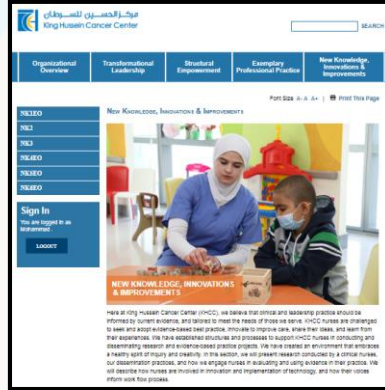 مركز الحسين للسرطان
King Hussein Cancer Center
SEARCH
Organizational
Overview
Transformational
Leadership
Structural
Empowerment
Exemplary
Professional Practice
New Knowledge,
Innovations &
Improvements
Font Size A- A A+ | Print This Page
NK1EO
NK2
NK3
NK4EO
NK5EO
NK6EO
Sign In
You are logged in as
Mohammed
LOGOUT
New Knowledge, Innovations & Improvements
NEW KNOWLEDGE, INNOVATIONS
& IMPROVEMENTS
Here at King Hussein Cancer Center (KHCC), we believe that clinical and leadership practice should be
informed by current evidence, and tailored to meet the needs of those we serve. KHCC nurses are challenged
to seek and adopt evidence-based best practice, innovate to improve care, share their ideas, and learn from
their experiences. We have established structures and processes to support KHCC nurses in conducting and
disseminating research and evidence-based practice projects. We have created an environment that embraces
a healthy spirit of inquiry and creativity. In this section, we will present research conducted by a clinical nurses,
our dissemination practices, and how we engage nurses in evaluating and using evidence in their practice. We
will describe how nurses are involved in innovation and implementation of technology, and how their voices
inform work flow process.